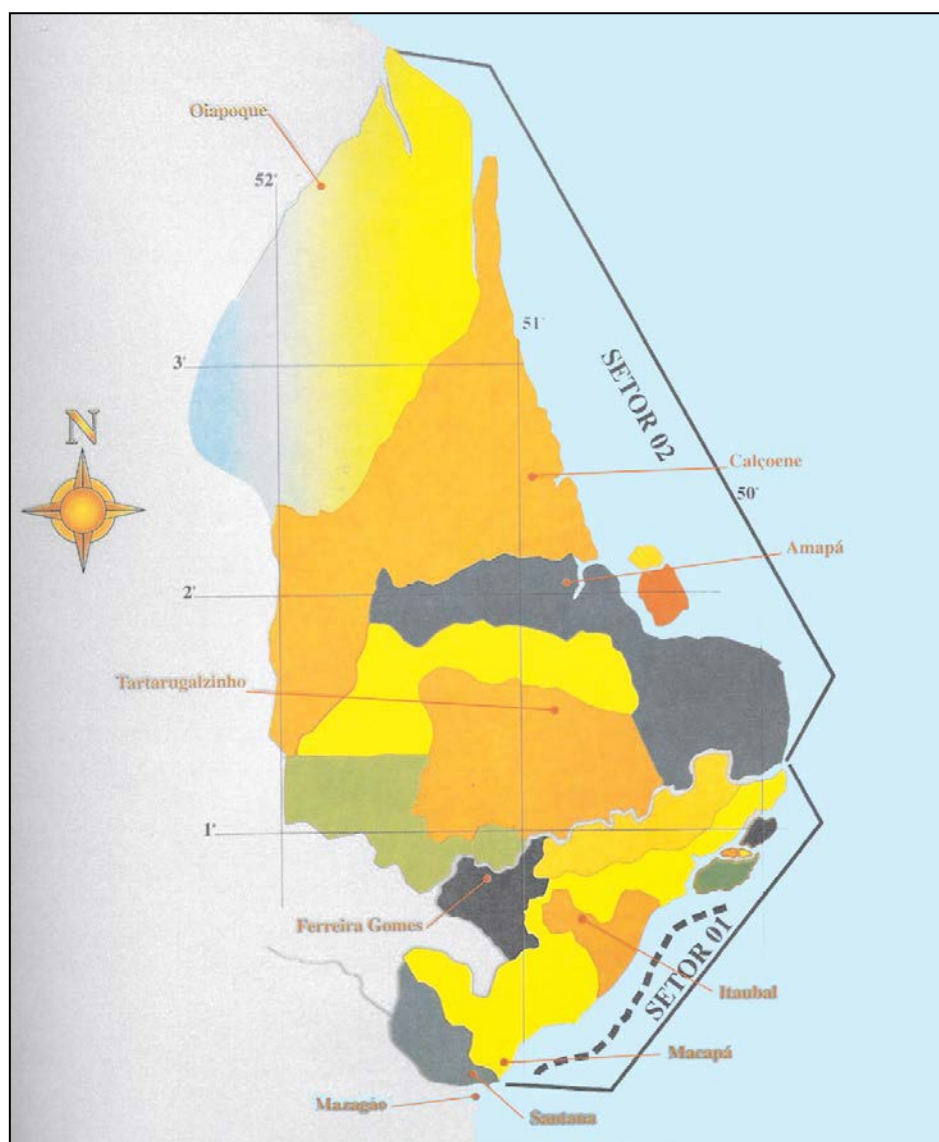 Oiapoque
52°
51°
3°
SETOR 02
N
Calçoene
50°
Amapá
2°
Tartarugalzinho
1°
Ferreira Gomes
SETOR 01
Itaubal
Macapá
Mazagão
Santana